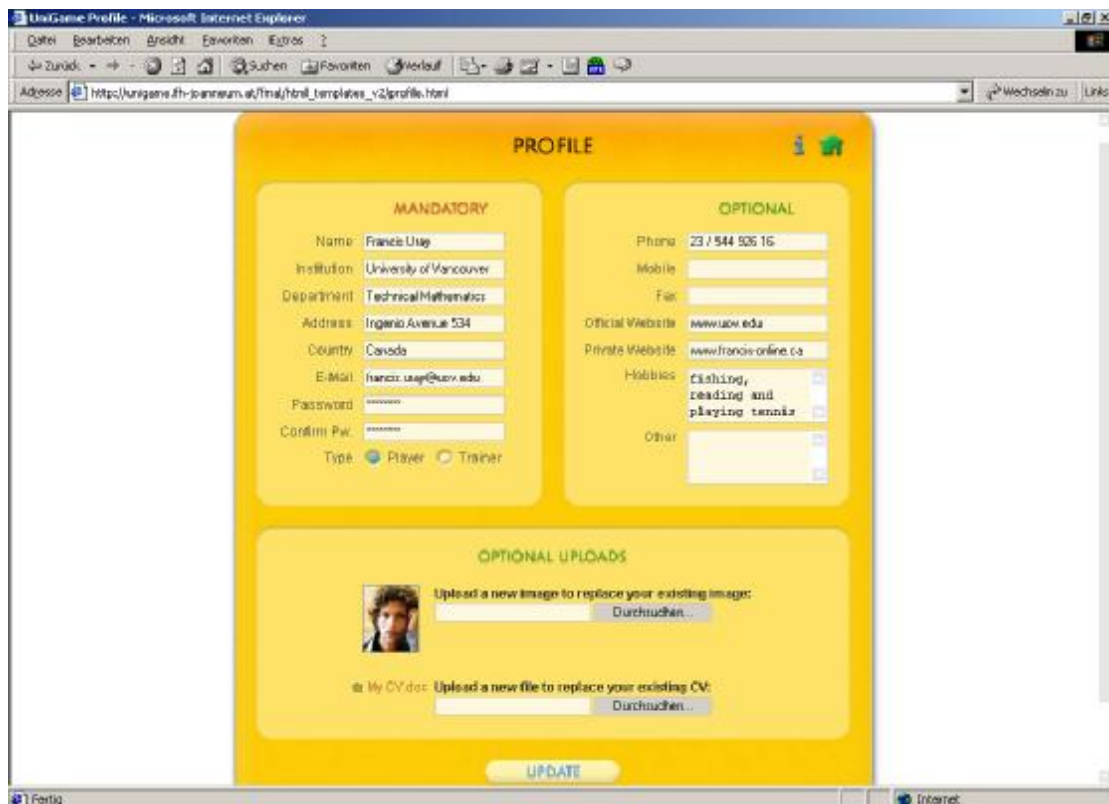 UniGame Profile - Microsoft Internet Explorer
Datei Bearbeiten Ansicht Favoriten Extras ?
Zurück Suchen Favoriten Verlauf
Adresse http://unigame.fh-joanneum.at/final/html_templates_v2/profile.html Wechseln zu Links
PROFILE
MANDATORY
Name Francis Usay
Institution University of Vancouver
Department Technical Mathematics
Address Ingenio Avenue 534
Country Canada
E-Mail francis.usay@uov.edu
Password ********
Confirm Pw. ********
Type Player Trainer
OPTIONAL
Phone 23 / 544 926 16
Mobile
Fax
Official Website www.uov.edu
Private Website www.francis-online.ca
Hobbies fishing,
reading and
playing tennis
Other
OPTIONAL UPLOADS
Upload a new image to replace your existing image:
Durchsuchen...
My CV.doc Upload a new file to replace your existing CV:
Durchsuchen...
UPDATE
Fertig Internet